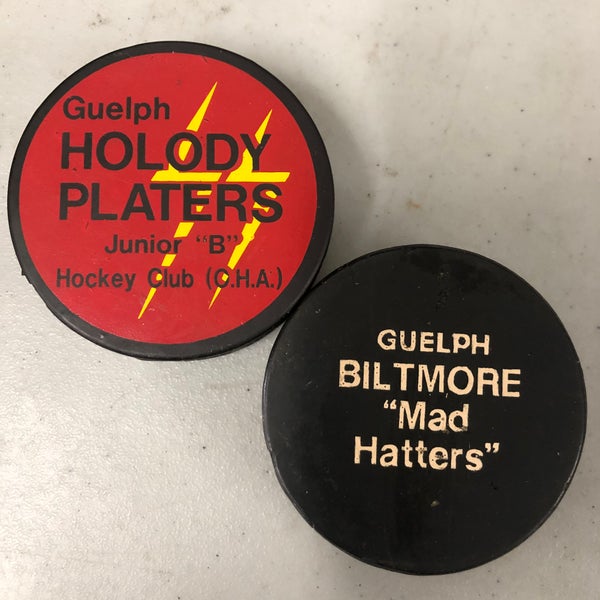 Guelph
HOLODY
PLATERS
Junior "B"
Hockey Club (O.H.A.)
GUELPH
BILTMORE
"Mad
Hatters"